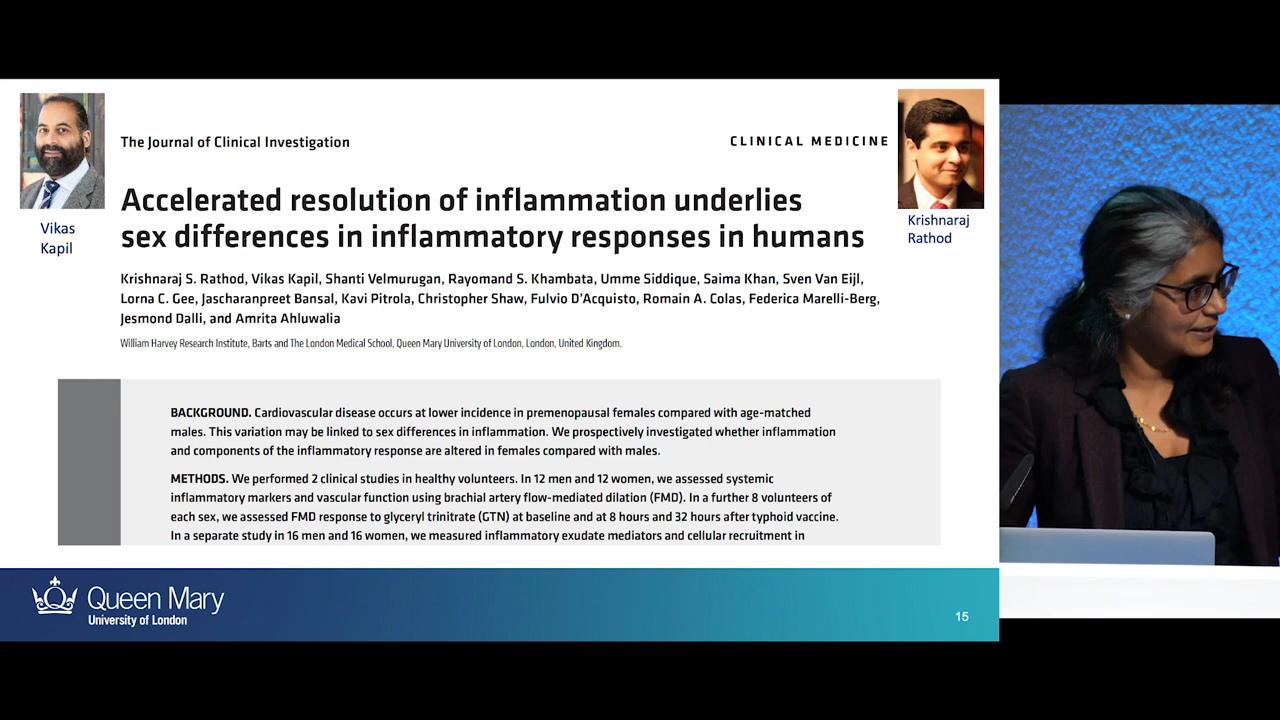 The Journal of Clinical Investigation
CLINICAL MEDICINE
Accelerated resolution of inflammation underlies
sex differences in inflammatory responses in humans
Vikas
Kapil
Krishnaraj
Rathod
Krishnaraj S. Rathod, Vikas Kapil, Shanti Velmurugan, Rayomand S. Khambata, Umme Siddique, Saima Khan, Sven Van Eijl,
Lorna C. Gee, Jascharanpreet Bansal, Kavi Pitrola, Christopher Shaw, Fulvio D’Acquisto, Romain A. Colas, Federica Marelli-Berg,
Jesmond Dalli, and Amrita Ahluwalia
William Harvey Research Institute, Barts and The London Medical School, Queen Mary University of London, London, United Kingdom.
BACKGROUND. Cardiovascular disease occurs at lower incidence in premenopausal females compared with age-matched
males. This variation may be linked to sex differences in inflammation. We prospectively investigated whether inflammation
and components of the inflammatory response are altered in females compared with males.
METHODS. We performed 2 clinical studies in healthy volunteers. In 12 men and 12 women, we assessed systemic
inflammatory markers and vascular function using brachial artery flow-mediated dilation (FMD). In a further 8 volunteers of
each sex, we assessed FMD response to glyceryl trinitrate (GTN) at baseline and at 8 hours and 32 hours after typhoid vaccine.
In a separate study in 16 men and 16 women, we measured inflammatory exudate mediators and cellular recruitment in
Queen Mary
University of London
15